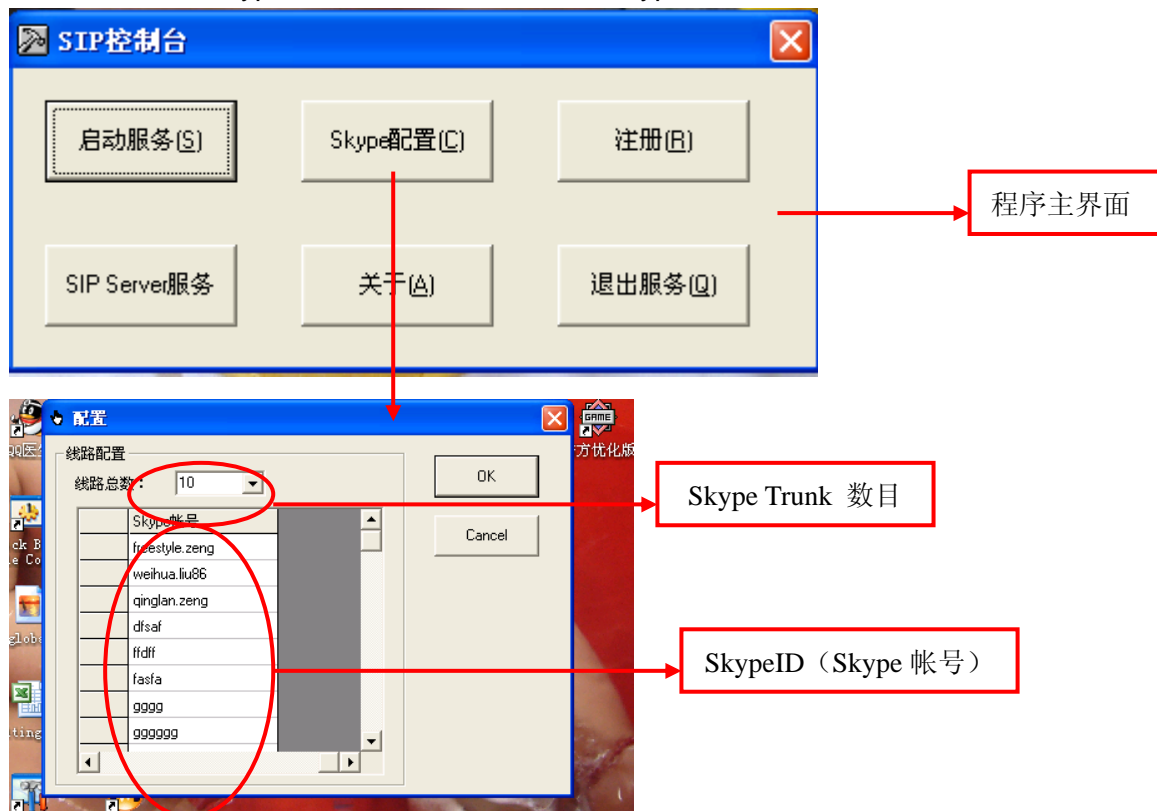 SIP控制台
启动服务(S)
Skype配置(C)
注册(R)
程序主界面
SIP Server服务
关于(A)
退出服务(Q)
配置
GAME
方优化版
线路配置
线路总数：
10
OK
Skype Trunk 数目
Skype帐号
Cancel
freestyle.zeng
weihua.liu86
qinglan.zeng
dfsaf
ffdff
fasfa
SkypeID（Skype 帐号）
gggg
gggggg